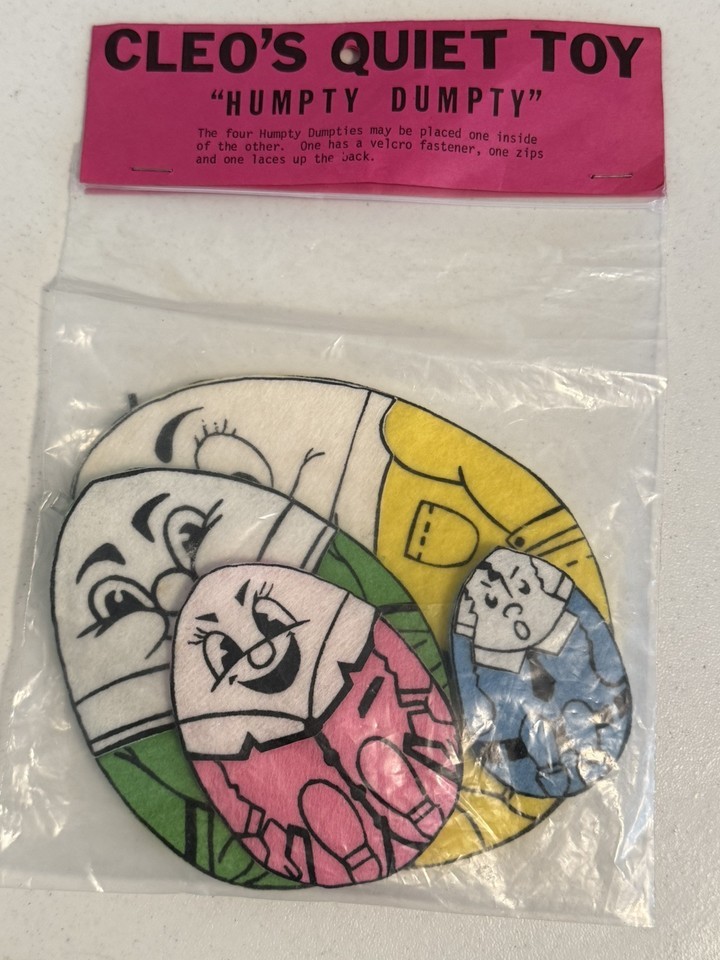 CLEO'S QUIET TOY
"HUMPTY DUMPTY"
The four Humpty Dumpties may be placed one inside
of the other. One has a velcro fastener, one zips
and one laces up the back.